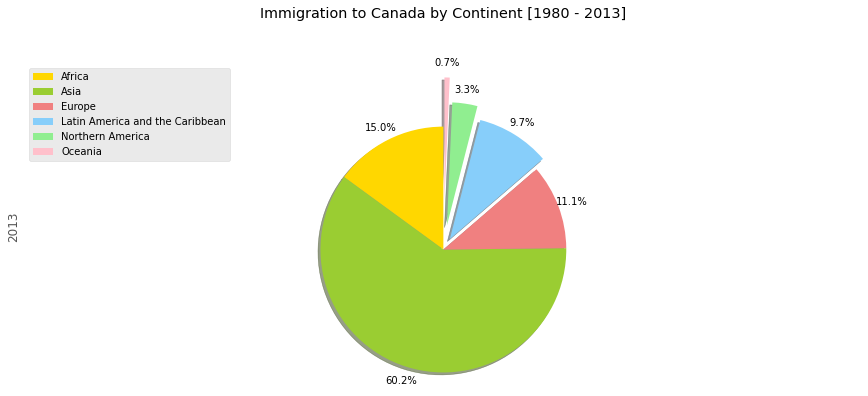 Immigration to Canada by Continent [1980 - 2013]
Africa
Asia
Europe
Latin America and the Caribbean
Northern America
Oceania
0.7%
3.3%
9.7%
15.0%
11.1%
60.2%
2013